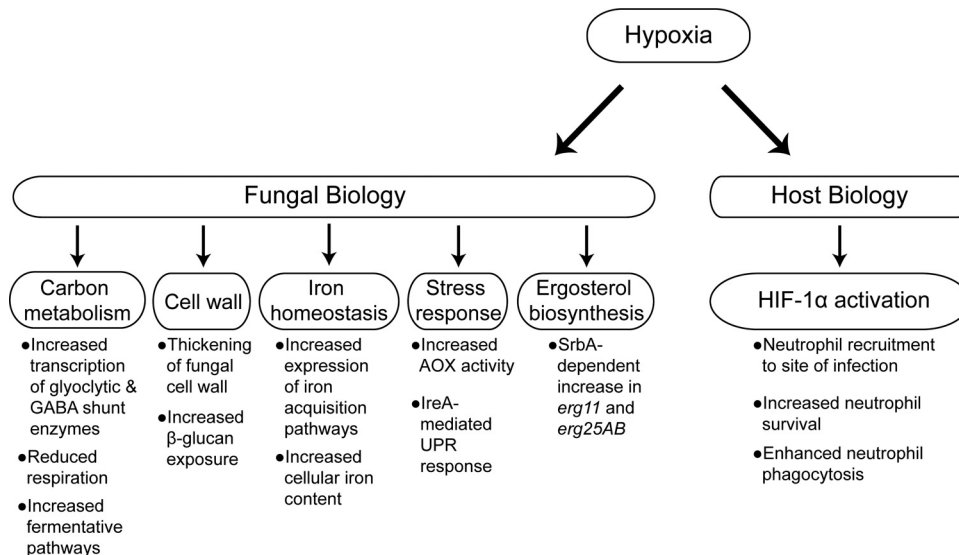 Hypoxia
Fungal Biology
Host Biology
Carbon
metabolism
●Increased
transcription
of glyoclytic &
GABA shunt
enzymes
●Reduced
respiration
●Increased
fermentative
pathways
Cell wall
●Thickening
of fungal
cell wall
●Increased
β-glucan
exposure
Iron
homeostasis
●Increased
expression
of iron
acquisition
pathways
●Increased
cellular iron
content
Stress
response
●Increased
AOX activity
●IreA-
mediated
UPR
response
Ergosterol
biosynthesis
●SrbA-
dependent
increase in
erg11 and
erg25AB
HIF-1α activation
●Neutrophil recruitment
to site of infection
●Increased neutrophil
survival
●Enhanced neutrophil
phagocytosis